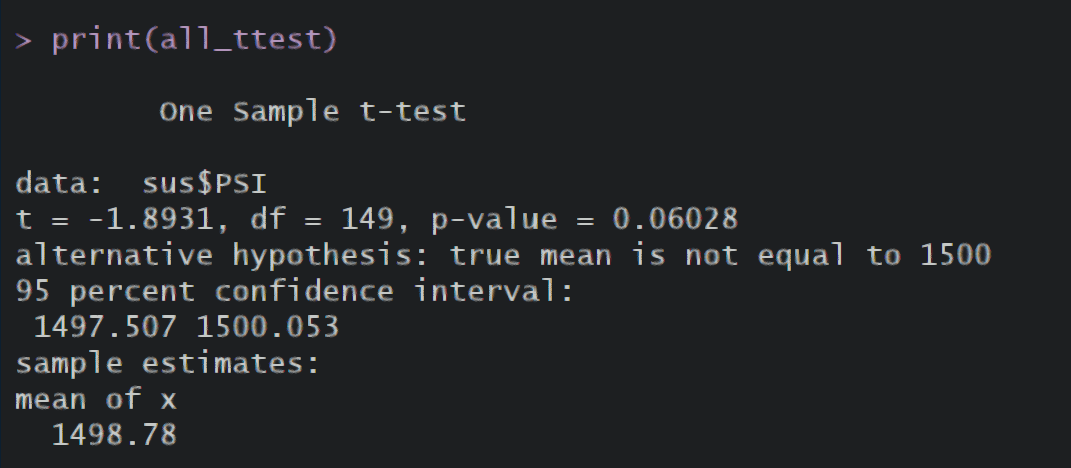 > print(all_ttest)
One Sample t-test
data:  sus$PSI
t = -1.8931, df = 149, p-value = 0.06028
alternative hypothesis: true mean is not equal to 1500
95 percent confidence interval:
1497.507 1500.053
sample estimates:
mean of x
1498.78